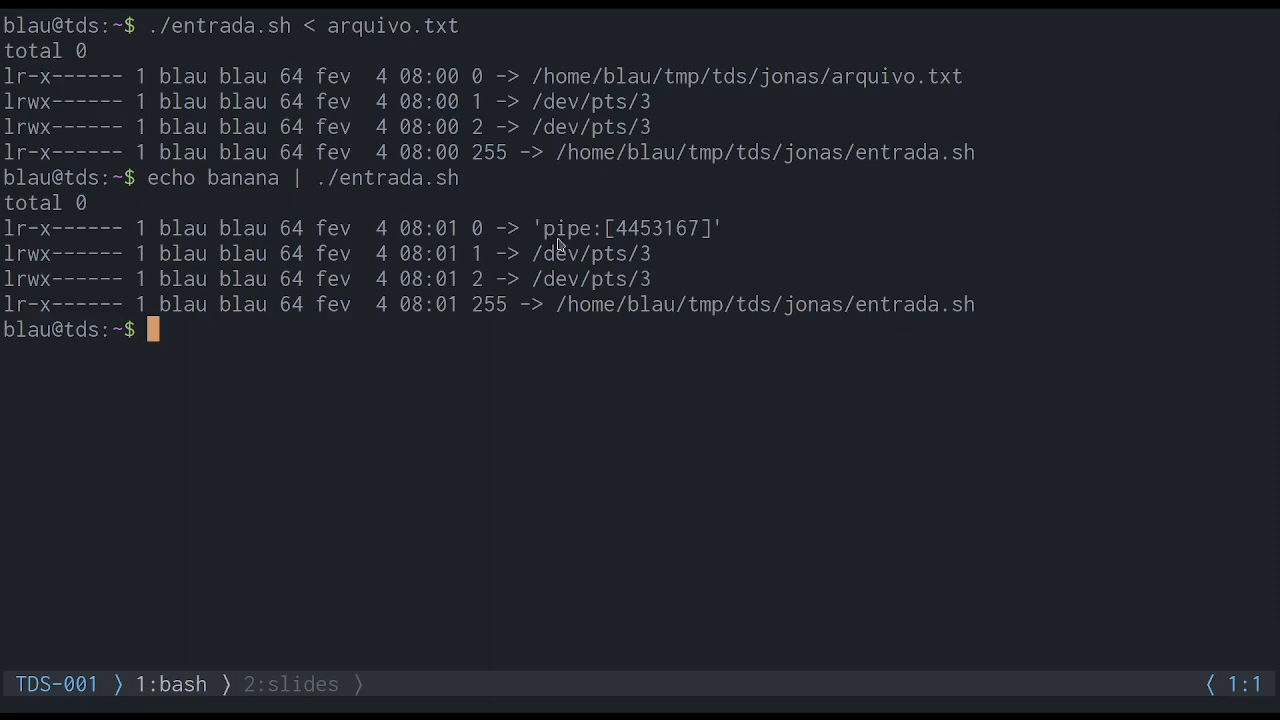 blau@tds:~$ ./entrada.sh < arquivo.txt
total 0
lr-x------ 1 blau blau 64 fev  4 08:00 0 -> /home/blau/tmp/tds/jonas/arquivo.txt
lrwx------ 1 blau blau 64 fev  4 08:00 1 -> /dev/pts/3
lrwx------ 1 blau blau 64 fev  4 08:00 2 -> /dev/pts/3
lr-x------ 1 blau blau 64 fev  4 08:00 255 -> /home/blau/tmp/tds/jonas/entrada.sh
blau@tds:~$ echo banana | ./entrada.sh
total 0
lr-x------ 1 blau blau 64 fev  4 08:01 0 -> 'pipe:[4453167]'
lrwx------ 1 blau blau 64 fev  4 08:01 1 -> /dev/pts/3
lrwx------ 1 blau blau 64 fev  4 08:01 2 -> /dev/pts/3
lr-x------ 1 blau blau 64 fev  4 08:01 255 -> /home/blau/tmp/tds/jonas/entrada.sh
blau@tds:~$
TDS-001 ⟩ 1:bash ⟩ 2:slides ⟩ ⟨ 1:1